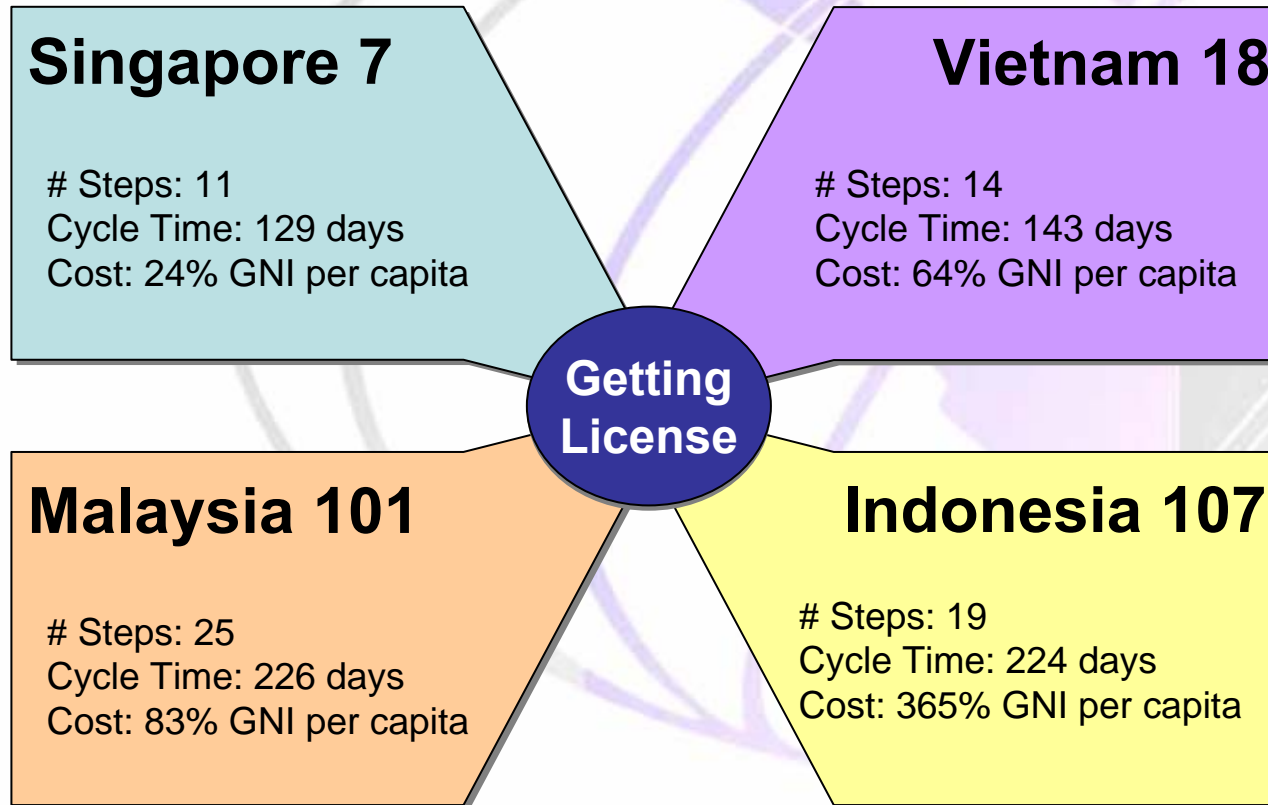 Singapore 7
# Steps: 11
Cycle Time: 129 days
Cost: 24% GNI per capita
Vietnam 18
# Steps: 14
Cycle Time: 143 days
Cost: 64% GNI per capita
Getting
License
Malaysia 101
# Steps: 25
Cycle Time: 226 days
Cost: 83% GNI per capita
Indonesia 107
# Steps: 19
Cycle Time: 224 days
Cost: 365% GNI per capita